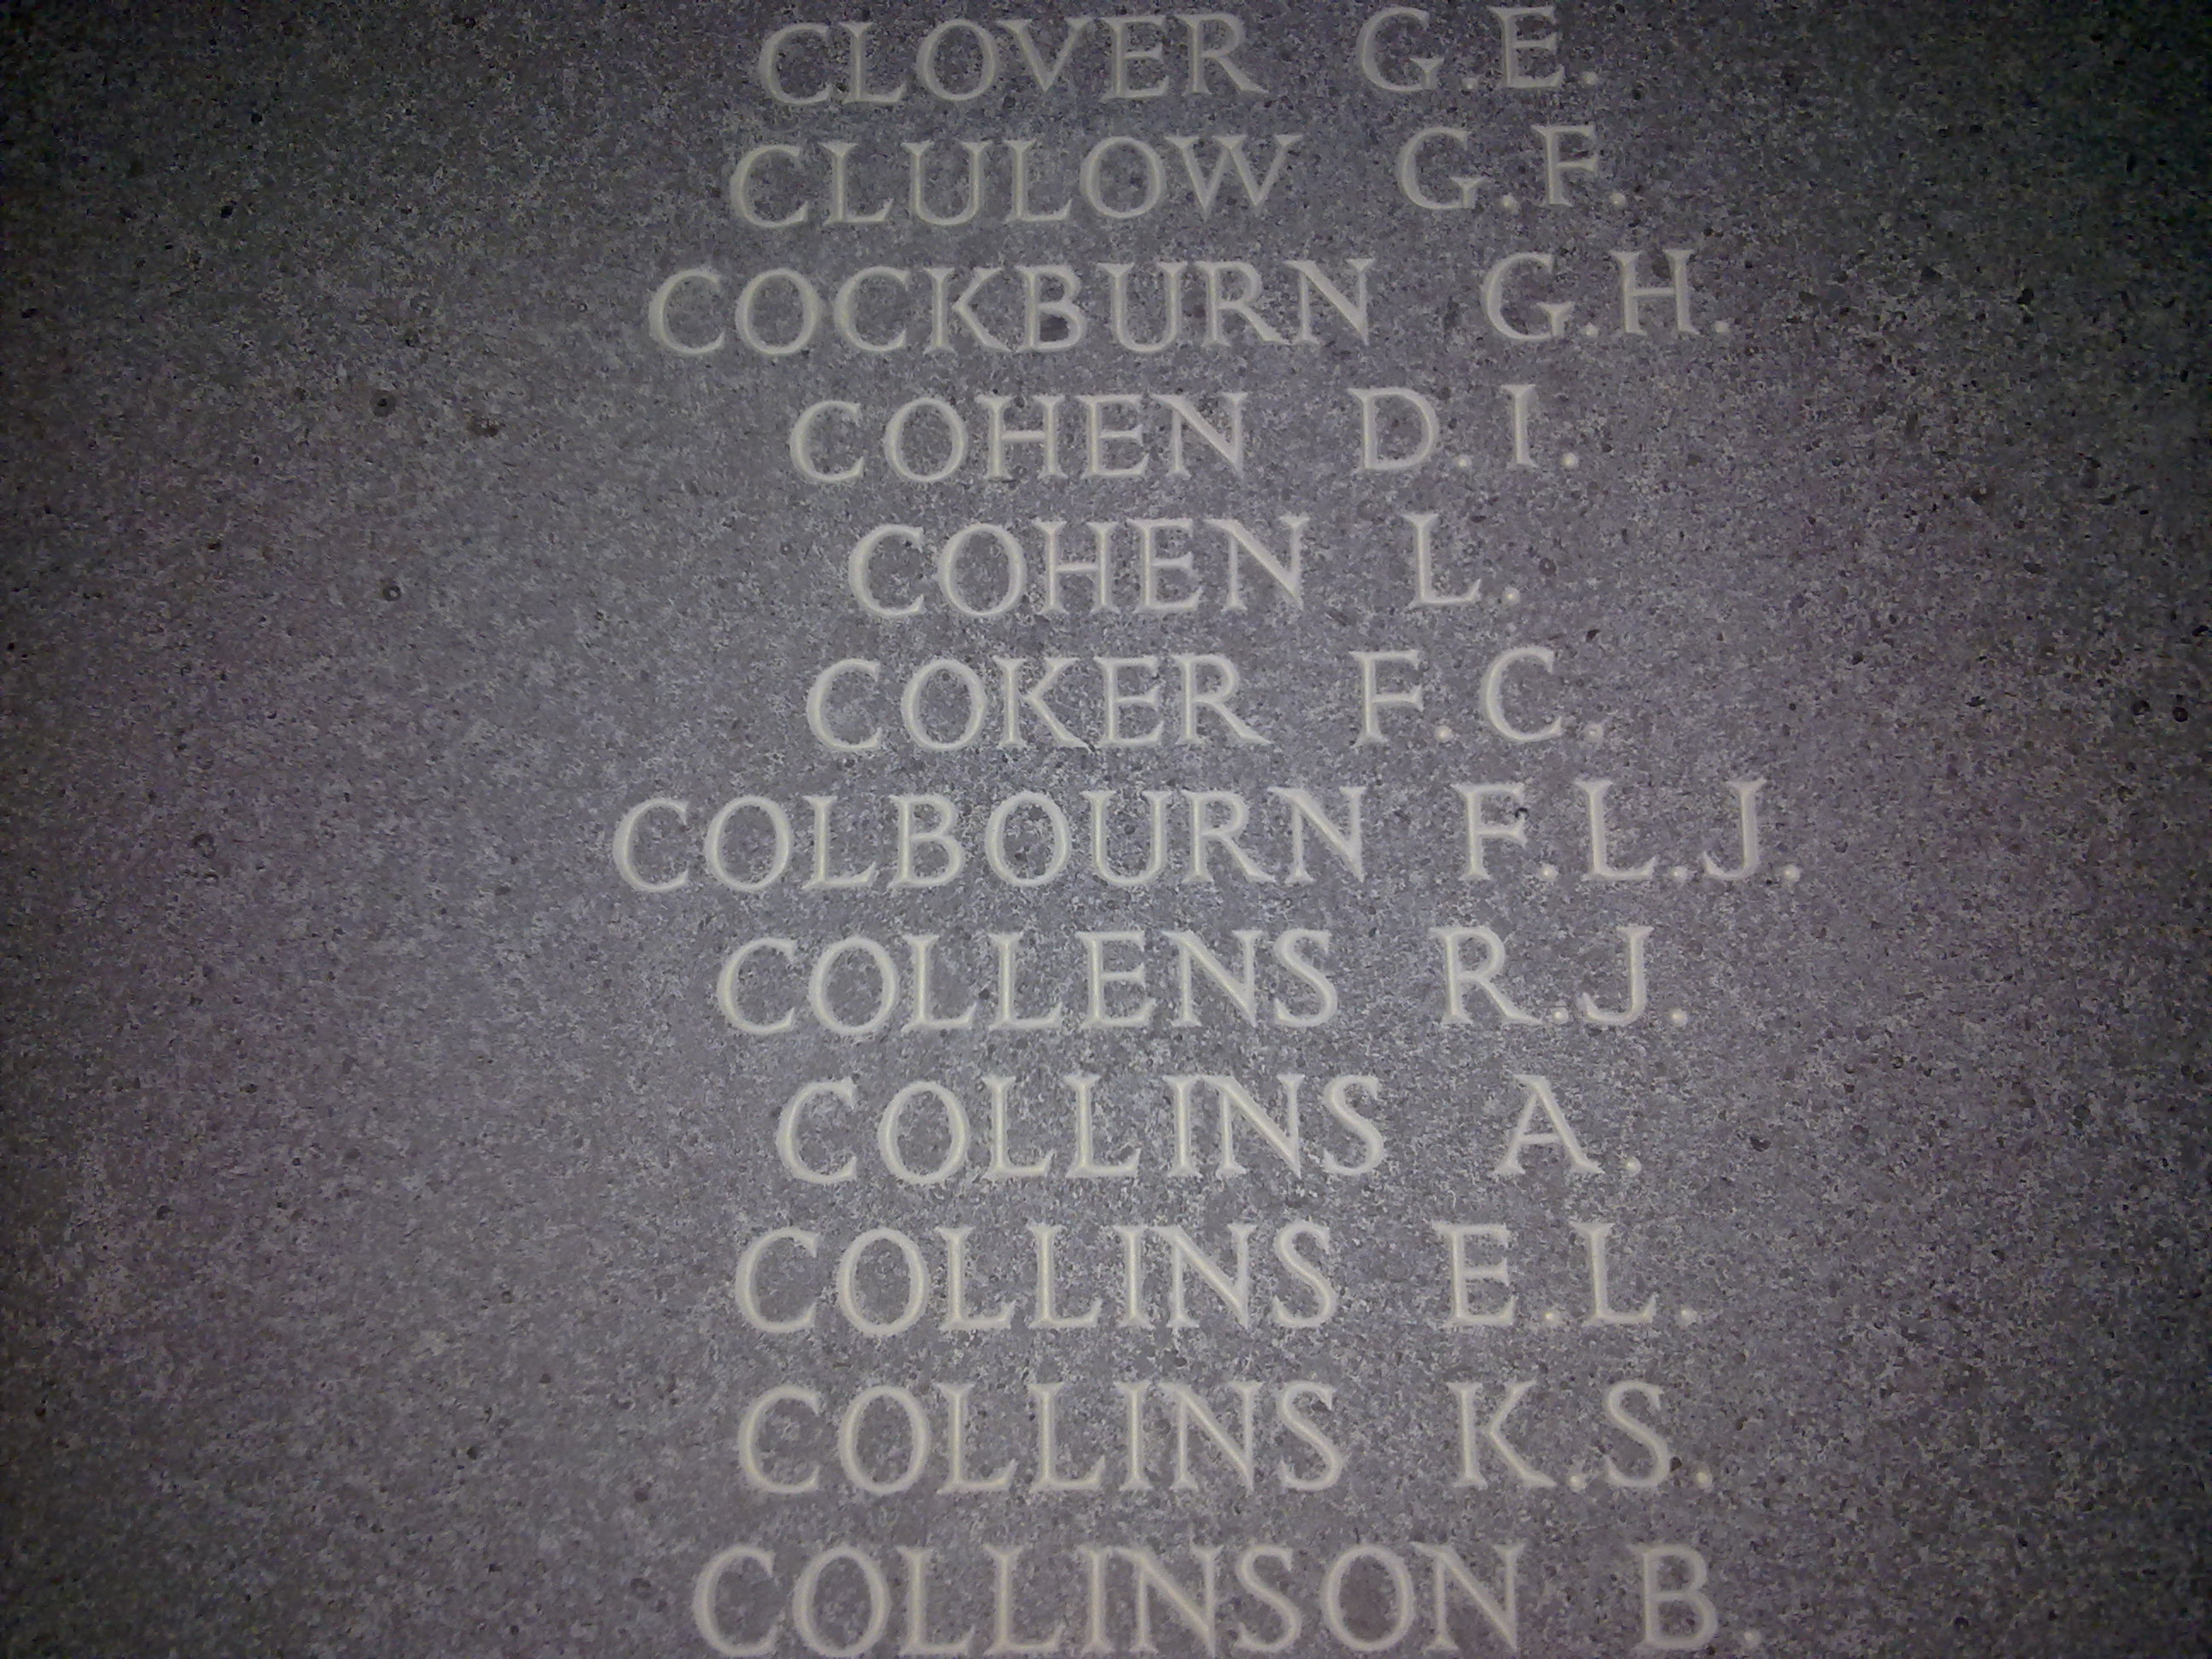 CLOVER G.E.
CLULOW G.F.
COCKBURN G.H.
COHEN D.I.
COHEN L.
COKER F.C.
COLBOURN F.L.J.
COLLENS R.J.
COLLINS A.
COLLINS E.L.
COLLINS K.S.
COLLINSON B.